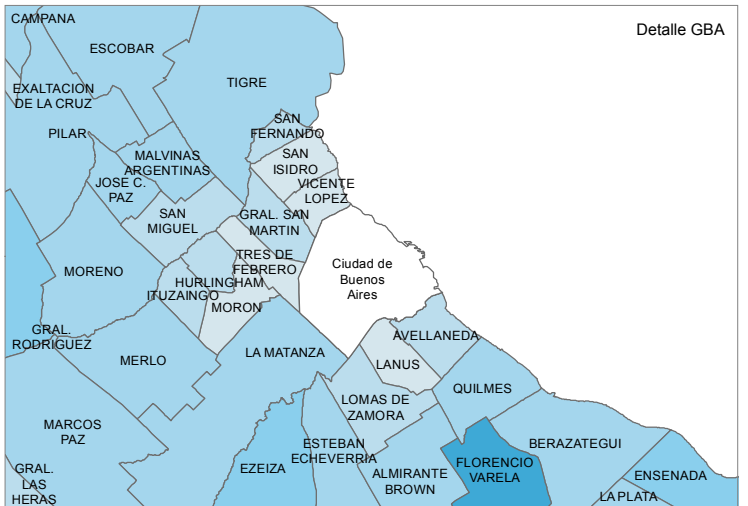 CAMPANA
Detalle GBA
ESCOBAR
TIGRE
EXALTACION
DE LA CRUZ
SAN
FERNANDO
PILAR
MALVINAS
ARGENTINAS
SAN
ISIDRO
JOSE C.
PAZ
VICENTE
LOPEZ
SAN
MIGUEL
GRAL. SAN
MARTIN
TRES DE
FEBRERO
Ciudad de
Buenos
Aires
MORENO
HURLINGHAM
ITUZAINGO
MORON
GRAL.
RODRIGUEZ
AVELLANEDA
MERLO
LA MATANZA
LANUS
QUILMES
LOMAS DE
ZAMORA
MARCOS
PAZ
ESTEBAN
ECHEVERRIA
BERAZATEGUI
EZEIZA
ALMIRANTE
BROWN
FLORENCIO
VARELA
ENSENADA
GRAL.
LAS
HERAS
LA PLATA